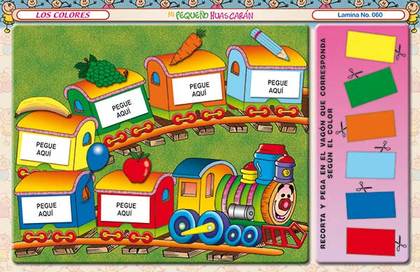 LOS COLORES
MI PEQUEÑO HUASCARÁN
Lamina No. 060
PEGUE
AQUÍ
PEGUE
AQUÍ
PEGUE
AQUÍ
PEGUE
AQUÍ
PEGUE
AQUÍ
PEGUE
AQUÍ
RECORTA Y PEGA EN EL VAGÓN QUE CORRESPONDA
SEGÚN EL COLOR